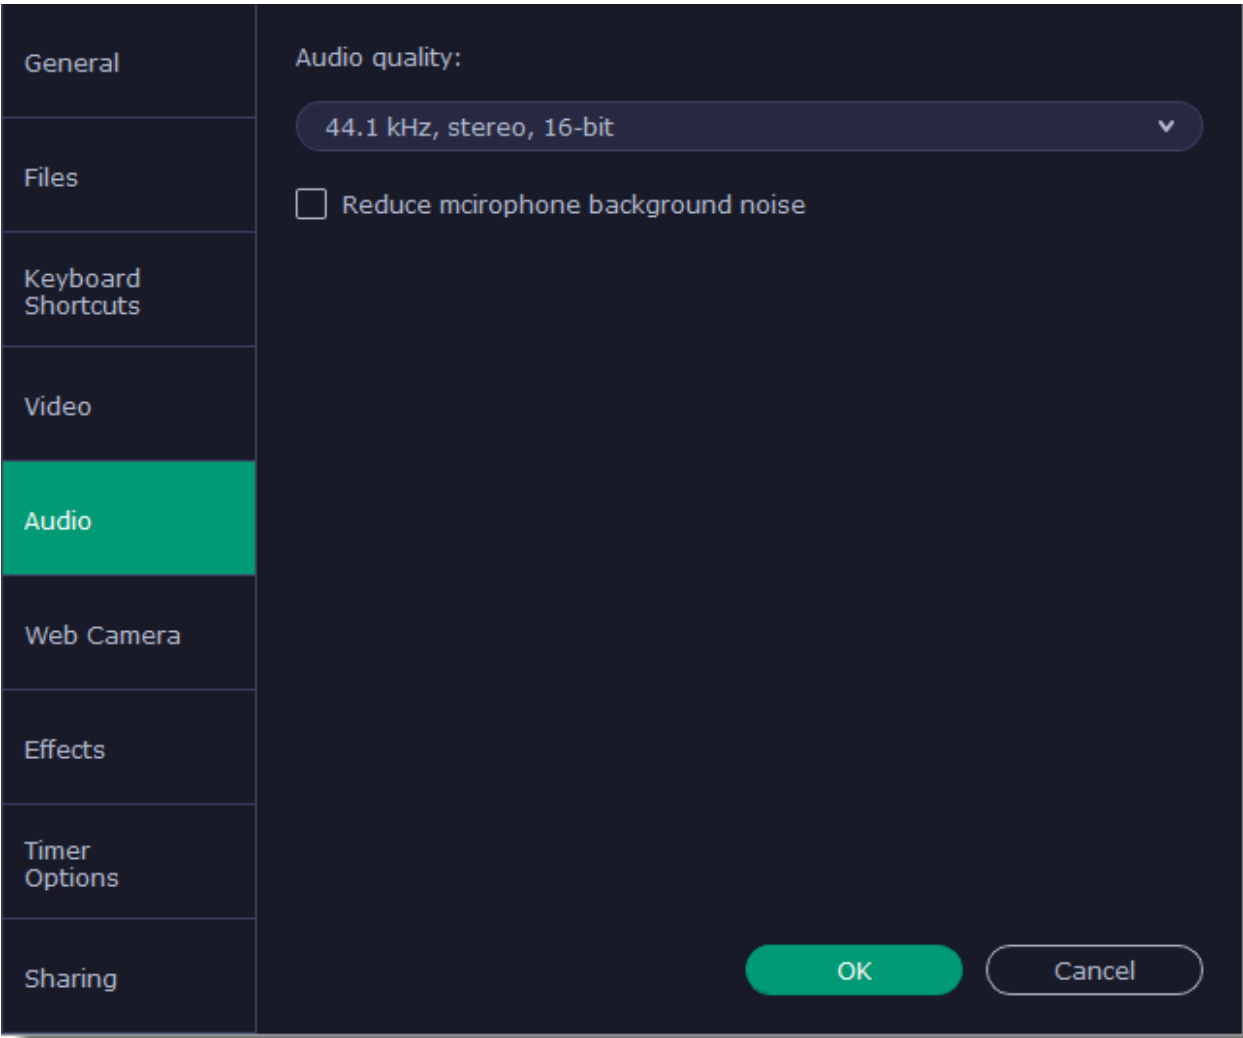 General
Files
Keyboard
Shortcuts
Video
Audio
Web Camera
Effects
Timer
Options
Sharing
Audio quality:
44.1 kHz, stereo, 16-bit
Reduce mcirophone background noise
OK
Cancel